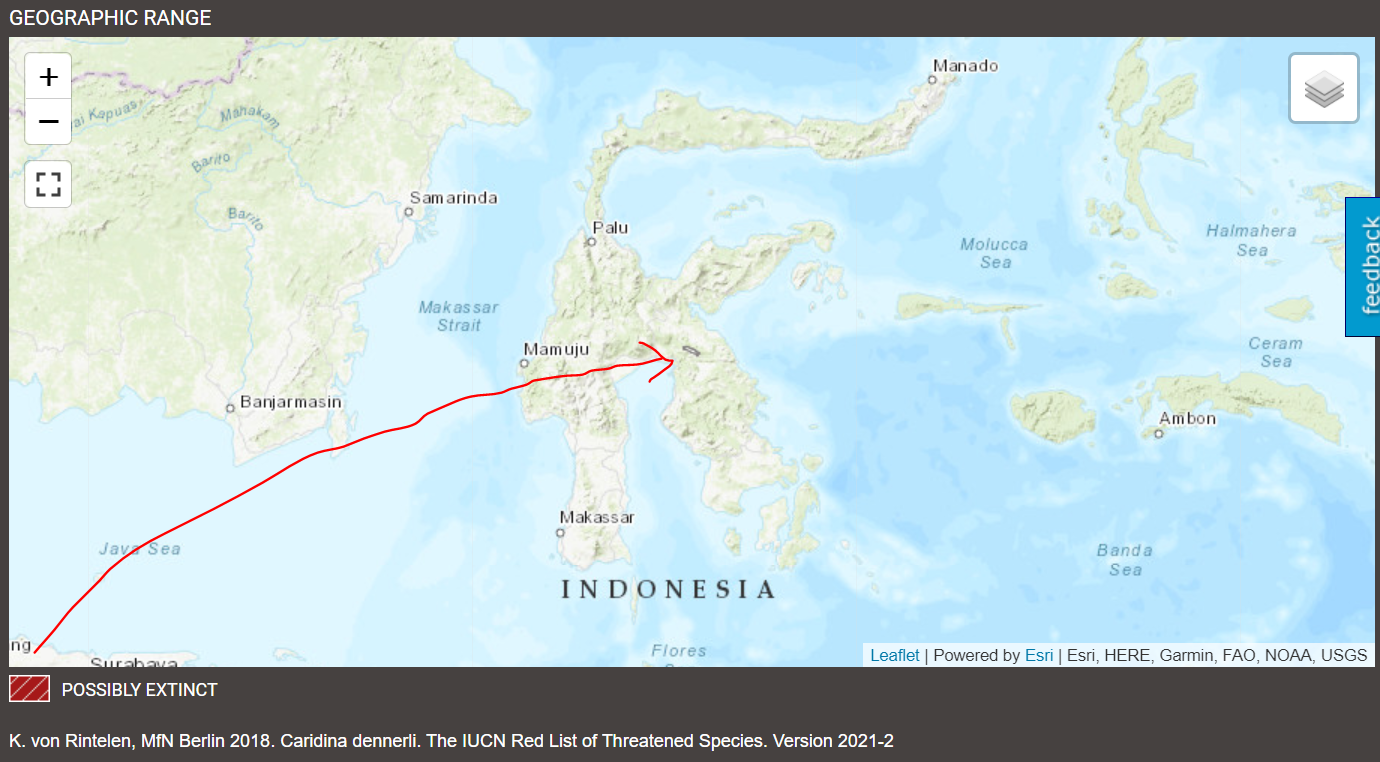 GEOGRAPHIC RANGE
+
−
Manado
ai Kapuas
Mahakam
Barito
Samarinda
Barito
Palu
Halmahera
Sea
Molucca
Sea
feedback
Makassar
Strait
Mamuju
Ceram
Sea
Banjarmasin
Ambon
Makassar
Java Sea
Banda
Sea
INDONESIA
ng
Surabaya
Flores
Leaflet | Powered by Esri | Esri, HERE, Garmin, FAO, NOAA, USGS
POSSIBLY EXTINCT
K. von Rintelen, MfN Berlin 2018. Caridina dennerli. The IUCN Red List of Threatened Species. Version 2021-2